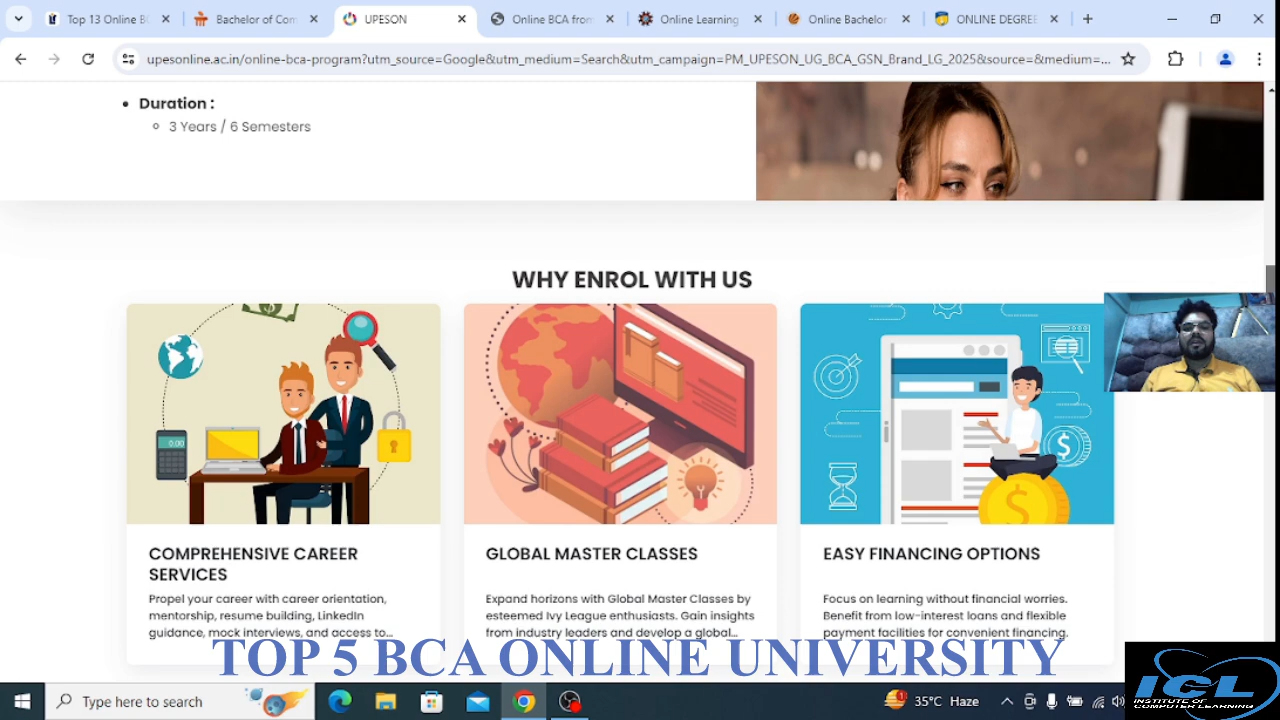 Top 13 Online BC
Bachelor of Com
UPESON
Online BCA from
Online Learning
Online Bachelor
ONLINE DEGREE
upesonline.ac.in/online-bca-program?utm_source=Google&utm_medium=Search&utm_campaign=PM_UPESON_UG_BCA_GSN_Brand_LG_2025&source=&medium=...
Duration :
3 Years / 6 Semesters
WHY ENROL WITH US
0.00
COMPREHENSIVE CAREER
SERVICES
Propel your career with career orientation,
mentorship, resume building, LinkedIn
guidance, mock interviews, and access to...
GLOBAL MASTER CLASSES
Expand horizons with Global Master Classes by
esteemed Ivy League enthusiasts. Gain insights
from industry leaders and develop a global...
EASY FINANCING OPTIONS
Focus on learning without financial worries.
Benefit from low-interest loans and flexible
payment facilities for convenient financing.
TOP 5 BCA ONLINE UNIVERSITY
ICL
INSTITUTE OF
COMPUTER LEARNING
Type here to search
1
35°C Haze